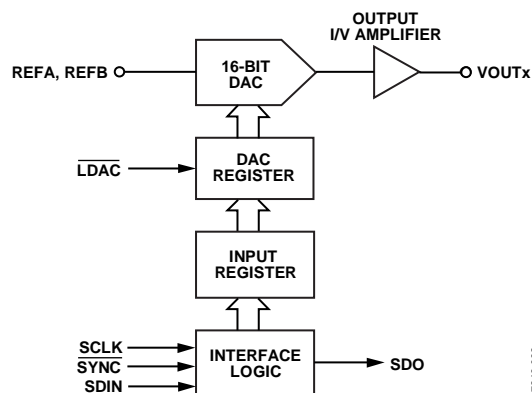 OUTPUT
I/V AMPLIFIER
REFA, REFB
16-BIT
DAC
VOUTx
LDAC
DAC
REGISTER
INPUT
REGISTER
SCLK
SYNC
SDIN
INTERFACE
LOGIC
SDO